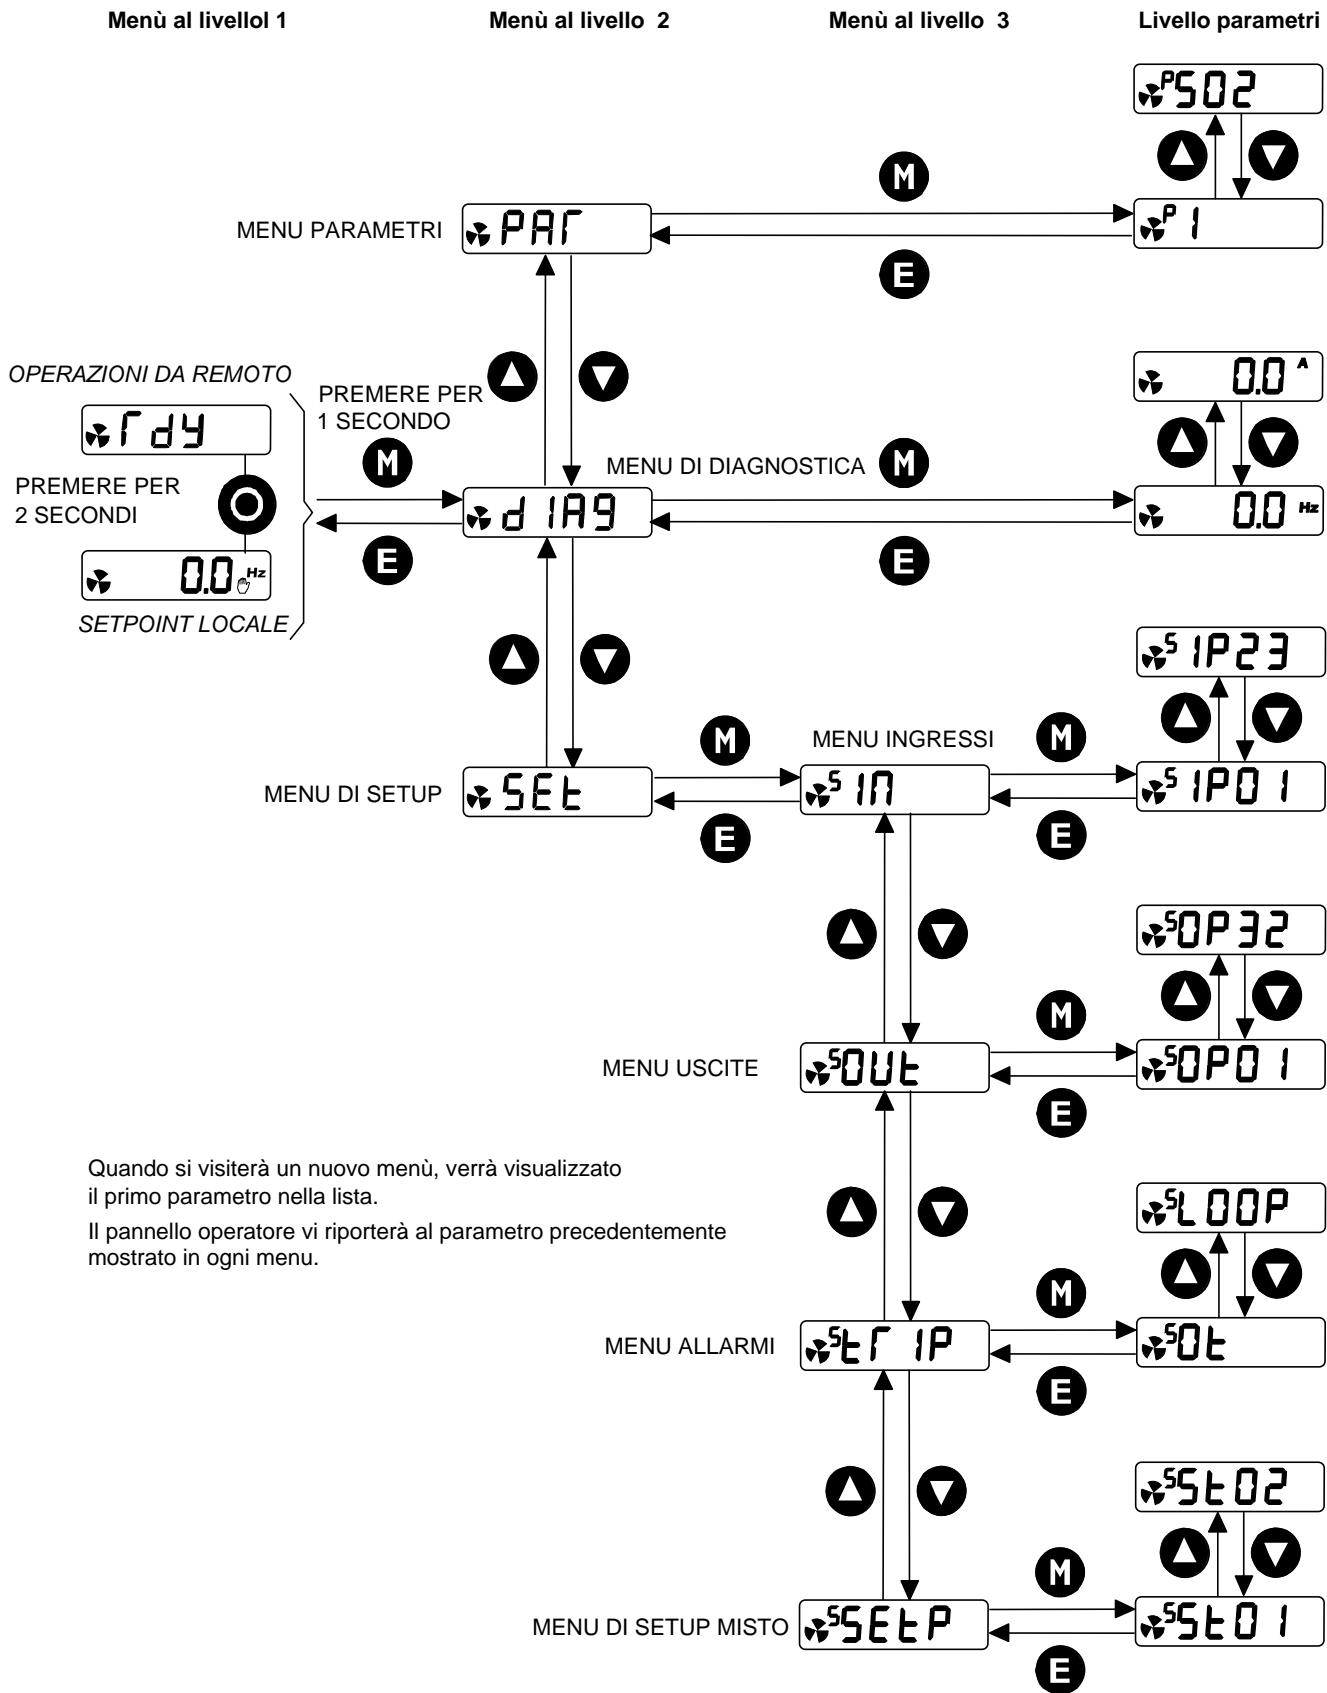 Menù al livellol 1
Menù al livello 2
Menù al livello 3
Livello parametri
PS02
M
MENU PARAMETRI
PAr
P1
E
OPERAZIONI DA REMOTO
rdY
PREMERE PER
2 SECONDI
0.0 Hz
SETPOINT LOCALE
PREMERE PER
1 SECONDO
M
E
MENU DI DIAGNOSTICA
dIAg
M
E
0.0 A
0.0 Hz
MENU DI SETUP
SEt
M
E
MENU INGRESSI
S IN
M
E
S IP23
S IP01
MENU USCITE
S OUt
M
E
S OP32
S OP01
Quando si visiterà un nuovo menù, verrà visualizzato
il primo parametro nella lista.
Il pannello operatore vi riporterà al parametro precedentemente
mostrato in ogni menu.
MENU ALLARMI
S trIP
M
E
S LOOP
S Ot
MENU DI SETUP MISTO
S SEtP
M
E
S St02
S St01